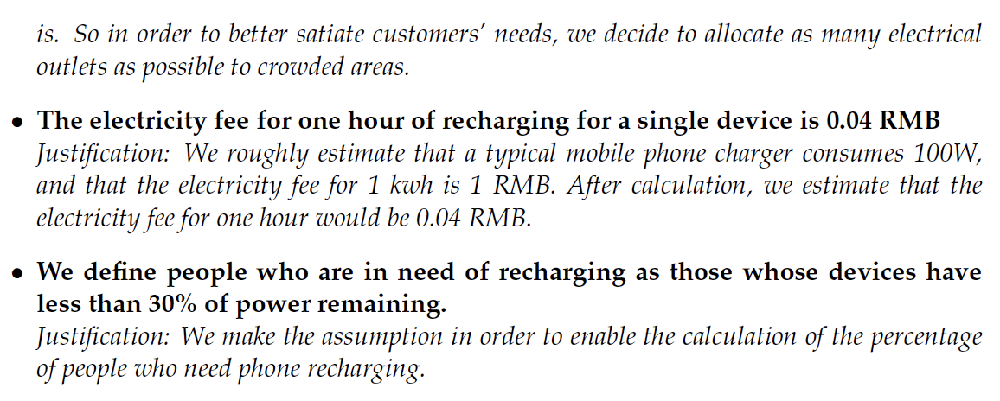 is. So in order to better satiate customers' needs, we decide to allocate as many electrical
outlets as possible to crowded areas.
• The electricity fee for one hour of recharging for a single device is 0.04 RMB
Justification: We roughly estimate that a typical mobile phone charger consumes 100W,
and that the electricity fee for 1 kwh is 1 RMB. After calculation, we estimate that the
electricity fee for one hour would be 0.04 RMB.
• We define people who are in need of recharging as those whose devices have
less than 30% of power remaining.
Justification: We make the assumption in order to enable the calculation of the percentage
of people who need phone recharging.